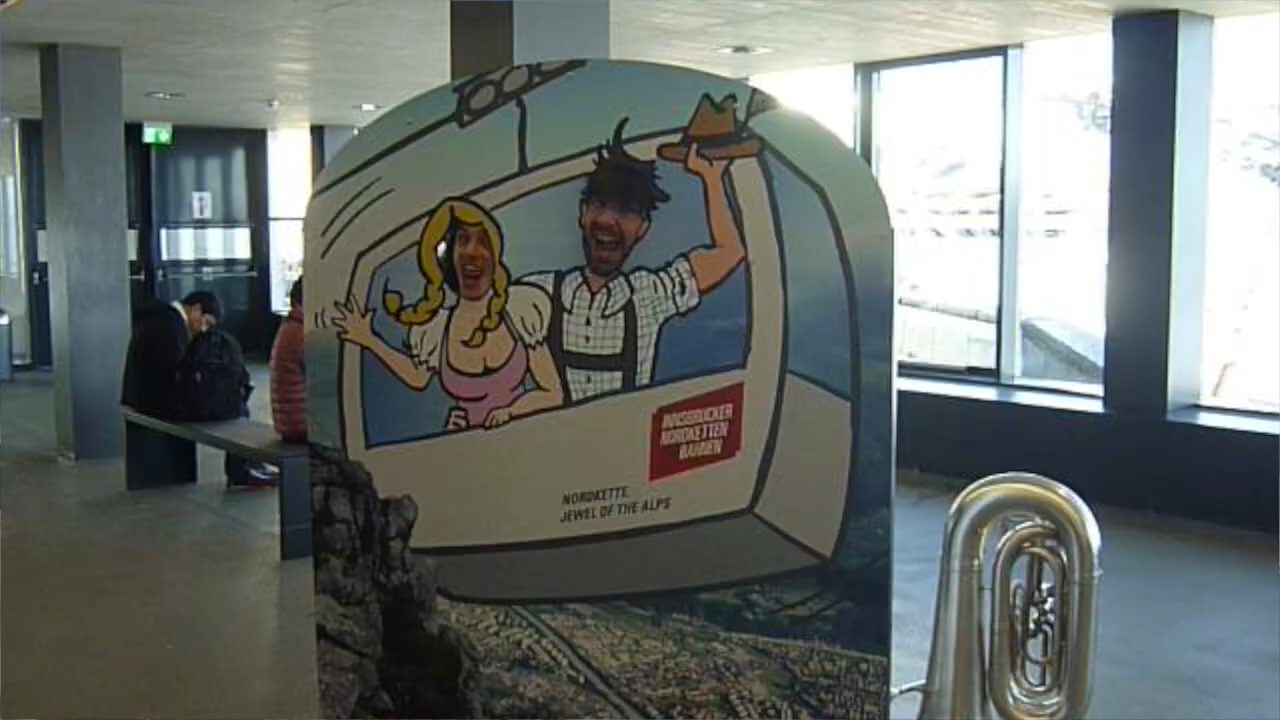 INNSBRUCKER
NORDKETTEN
BAHNEN
NORDKETTE.
JEWEL OF THE ALPS